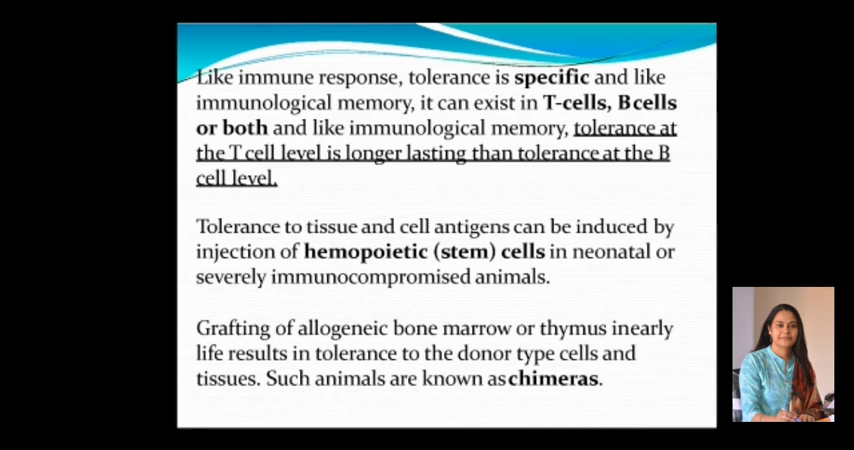 Like immune response, tolerance is specific and like
immunological memory, it can exist in T-cells, Bcells
or both and like immunological memory, tolerance at
the T cell level is longer lasting than tolerance at the B
cell level.
Tolerance to tissue and cell antigens can be induced by
injection of hemopoietic (stem) cells in neonatal or
severely immunocompromised animals.
Grafting of allogeneic bone marrow or thymus inearly
life results in tolerance to the donor type cells and
tissues. Such animals are known as chimeras.